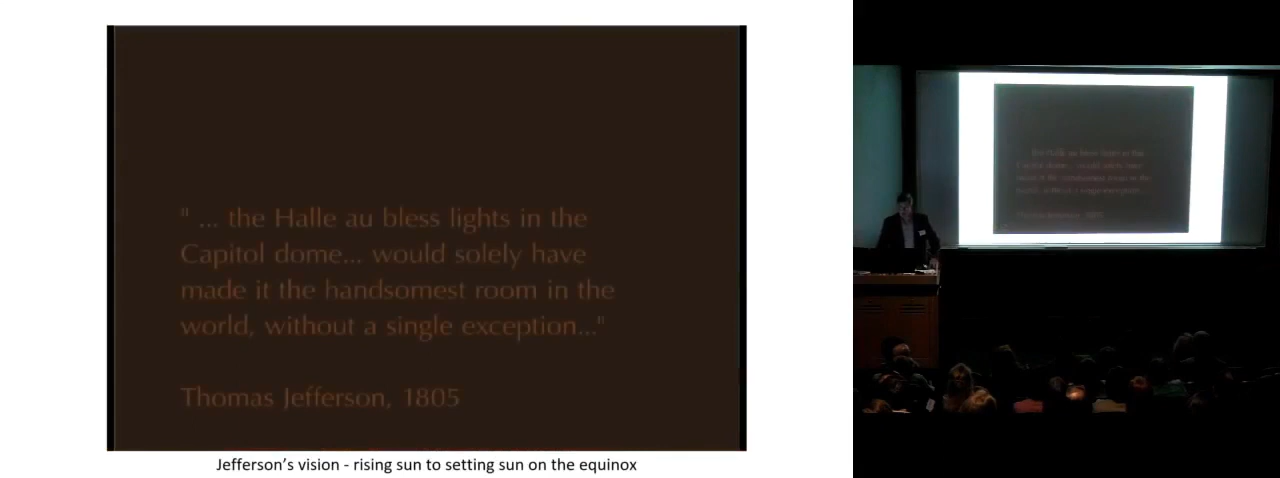 " ... the Halle au bless lights in the
Capitol dome... would solely have
made it the handsomest room in the
world, without a single exception..."
Thomas Jefferson, 1805
Jefferson's vision - rising sun to setting sun on the equinox